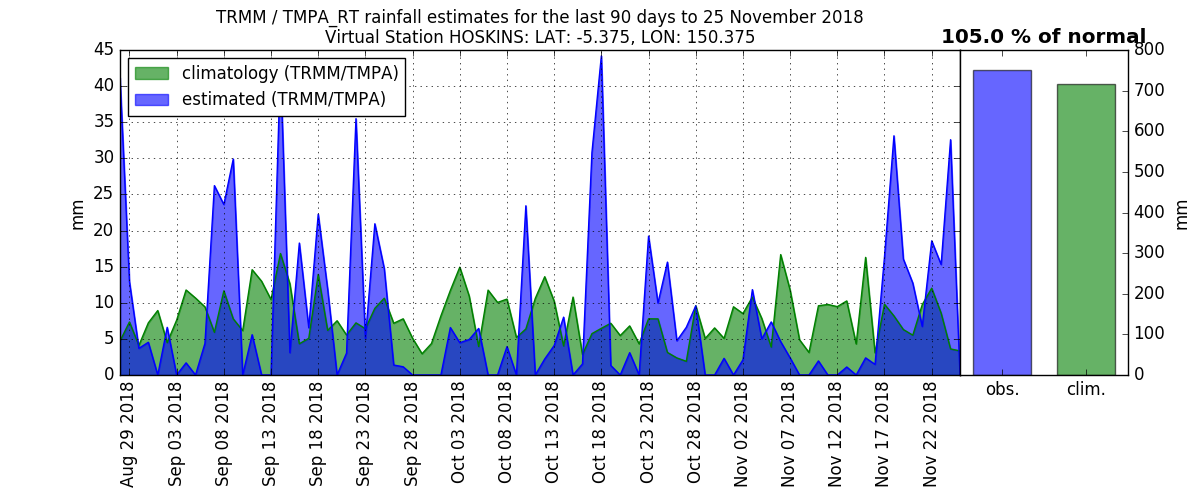 TRMM / TMPA_RT rainfall estimates for the last 90 days to 25 November 2018
Virtual Station HOSKINS: LAT: -5.375, LON: 150.375
105.0 % of normal
climatology (TRMM/TMPA)
estimated (TRMM/TMPA)
mm
45
40
35
30
25
20
15
10
5
0
Aug 29 2018
Sep 03 2018
Sep 08 2018
Sep 13 2018
Sep 18 2018
Sep 23 2018
Sep 28 2018
Oct 03 2018
Oct 08 2018
Oct 13 2018
Oct 18 2018
Oct 23 2018
Oct 28 2018
Nov 02 2018
Nov 07 2018
Nov 12 2018
Nov 17 2018
Nov 22 2018
obs.
clim.
800
700
600
500
400
300
200
100
0
mm